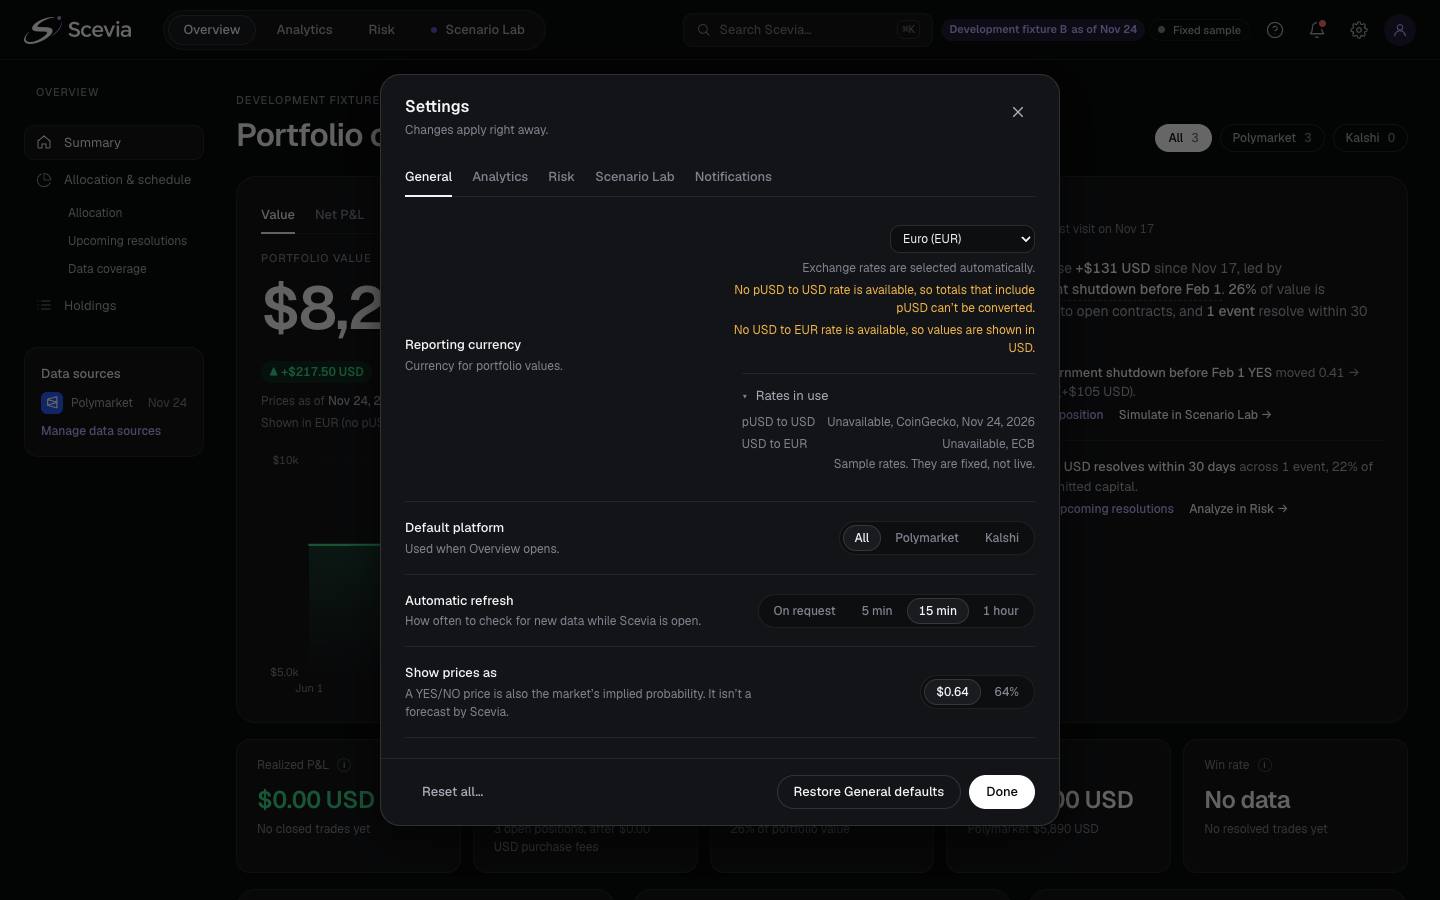 Scevia
Overview
Analytics
Risk
Scenario Lab
Search Scevia...
⌘K
Development fixture B as of Nov 24
Fixed sample
OVERVIEW
Summary
Allocation & schedule
Allocation
Upcoming resolutions
Data coverage
Holdings
Data sources
Polymarket Nov 24
Manage data sources
DEVELOPMENT FIXTURE
Portfolio
All 3
Polymarket 3
Kalshi 0
Value
Net P&L
PORTFOLIO VALUE
$8,2
▲ +$217.50 USD
Prices as of Nov 24, 2
Shown in EUR (no pUS
$10k
$5.0k
Jun 1
Settings
Changes apply right away.
General
Analytics
Risk
Scenario Lab
Notifications
Reporting currency
Currency for portfolio values.
Euro (EUR)
Exchange rates are selected automatically.
No pUSD to USD rate is available, so totals that include
pUSD can’t be converted.
No USD to EUR rate is available, so values are shown in
USD.
Rates in use
pUSD to USD Unavailable, CoinGecko, Nov 24, 2026
USD to EUR Unavailable, ECB
Sample rates. They are fixed, not live.
Default platform
Used when Overview opens.
All
Polymarket
Kalshi
Automatic refresh
How often to check for new data while Scevia is open.
On request
5 min
15 min
1 hour
Show prices as
A YES/NO price is also the market’s implied probability. It isn’t a
forecast by Scevia.
$0.64
64%
Reset all...
Restore General defaults
Done
st visit on Nov 17
se +$131 USD since Nov 17, led by
nt shutdown before Feb 1. 26% of value is
to open contracts, and 1 event resolve within 30
rnment shutdown before Feb 1 YES moved 0.41 →
(+$105 USD).
position
Simulate in Scenario Lab →
USD resolves within 30 days across 1 event, 22% of
mitted capital.
pcoming resolutions
Analyze in Risk →
Realized P&L
$0.00 USD
No closed trades yet
3 open positions, after $0.00
USD purchase fees
26% of portfolio value
00 USD
Polymarket $5,890 USD
Win rate
No data
No resolved trades yet